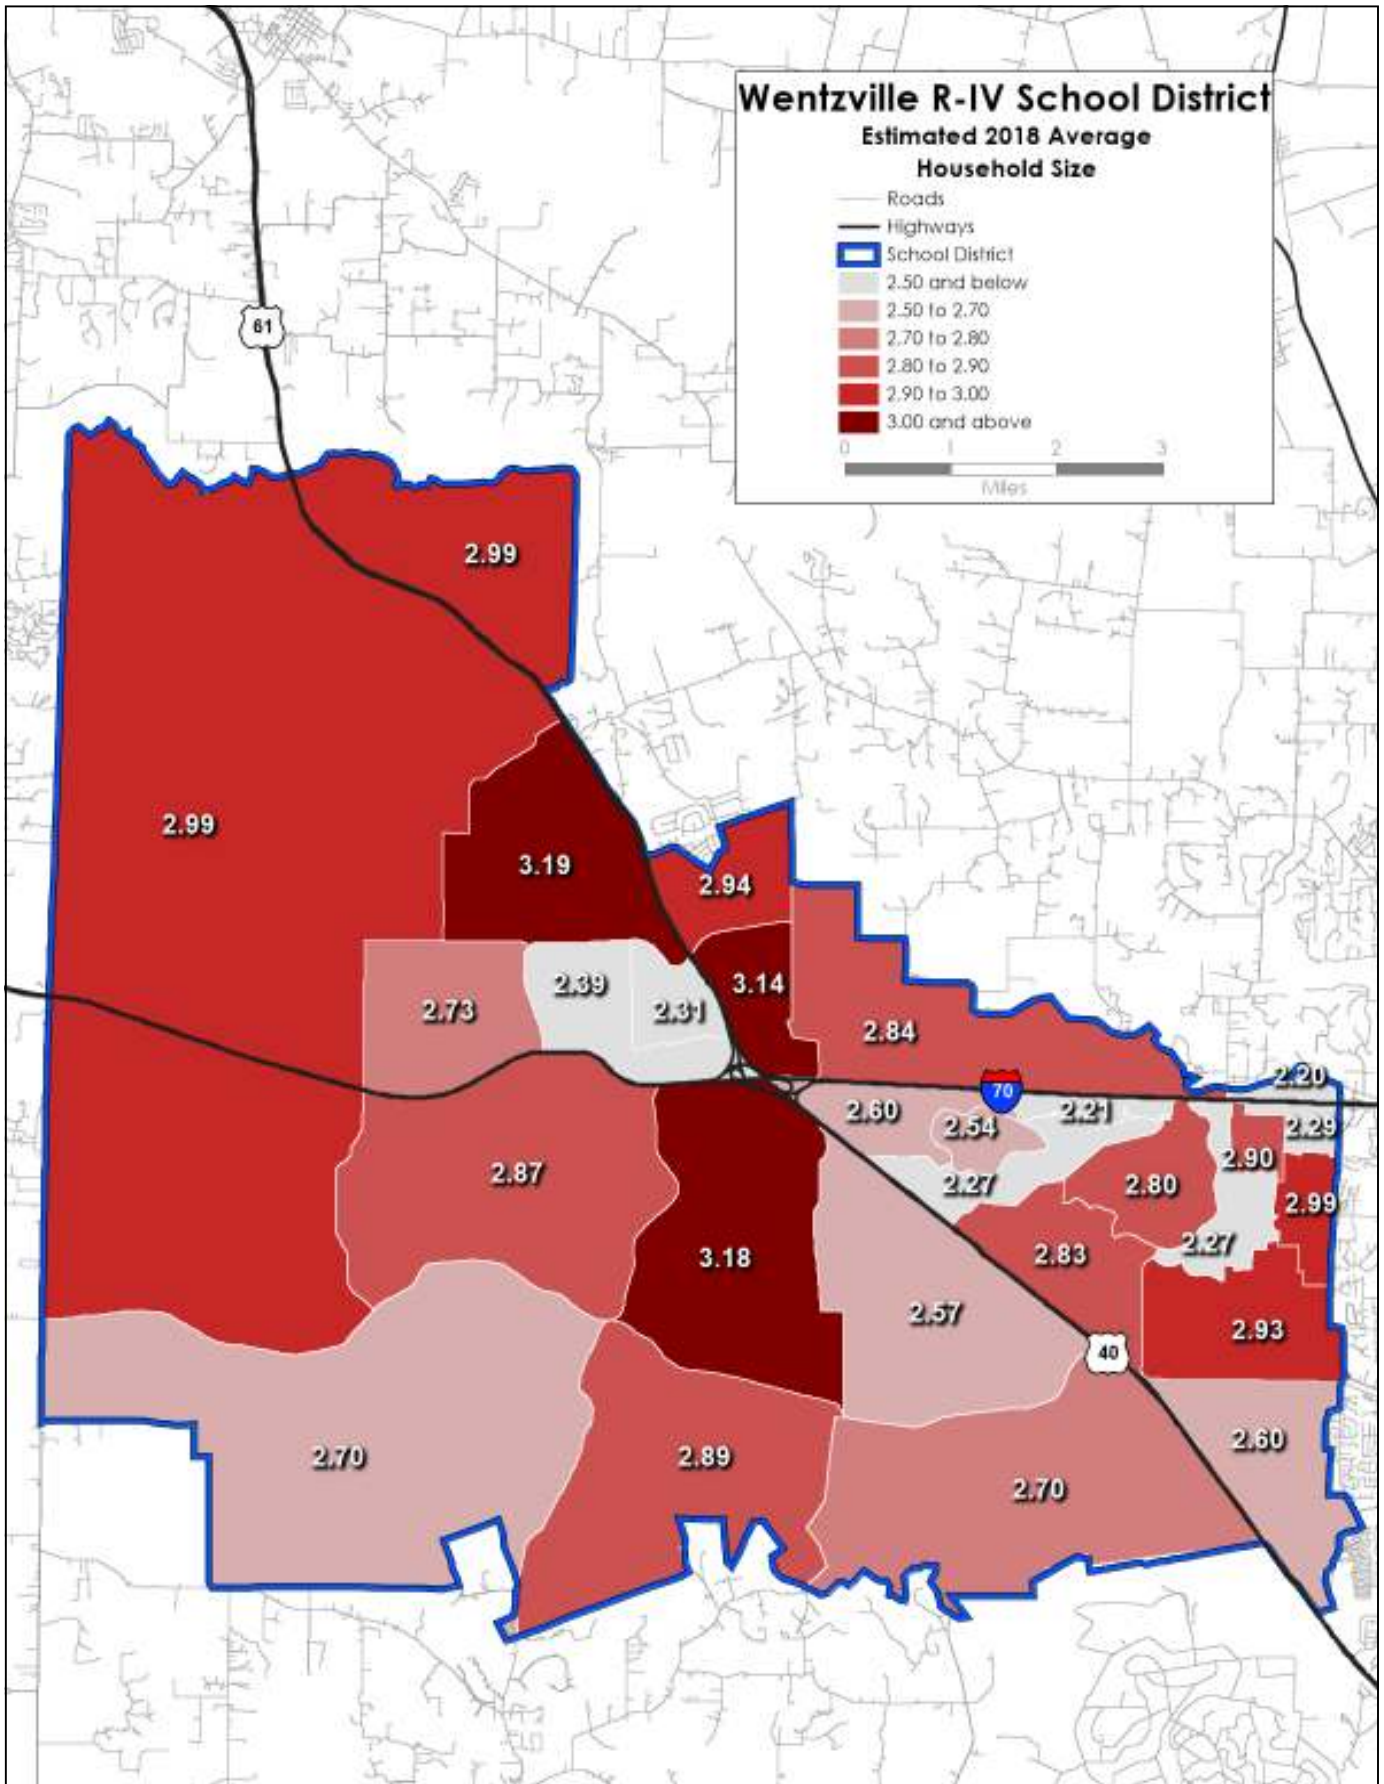 Wentzville R-IV School District
Estimated 2018 Average
Household Size
Roads
Highways
School District
2.50 and below
2.50 to 2.70
2.70 to 2.80
2.80 to 2.90
2.90 to 3.00
3.00 and above
0 1 2 3
Miles
61
2.99
2.99
3.19
2.94
2.39
3.14
2.73
2.31
2.84
2.20
70
2.60
2.21
2.54
2.29
2.90
2.87
2.27
2.80
2.99
2.27
3.18
2.83
2.57
2.93
40
2.60
2.70
2.89
2.70